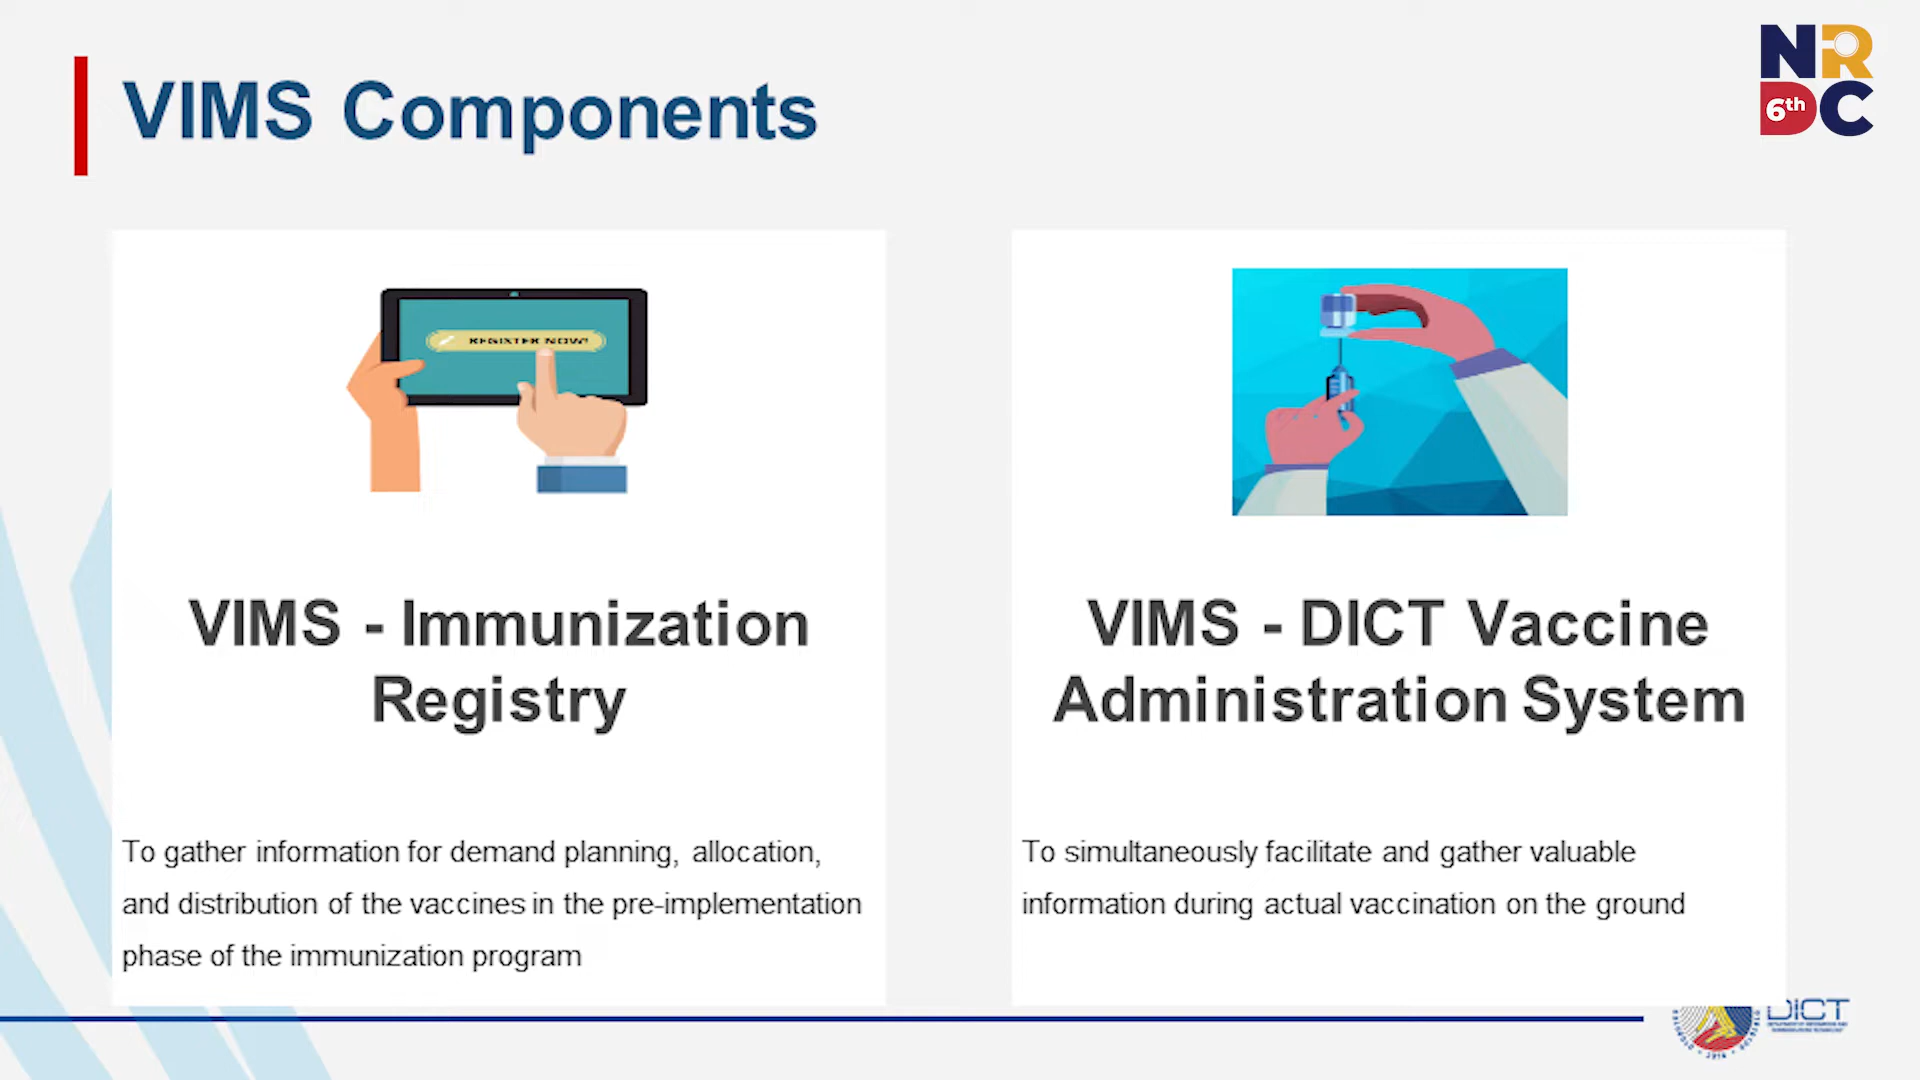 VIMS Components
NR
6th
DC
REGISTER NOW!
VIMS - Immunization
Registry
To gather information for demand planning, allocation,
and distribution of the vaccines in the pre-implementation
phase of the immunization program
VIMS - DICT Vaccine
Administration System
To simultaneously facilitate and gather valuable
information during actual vaccination on the ground
DICT